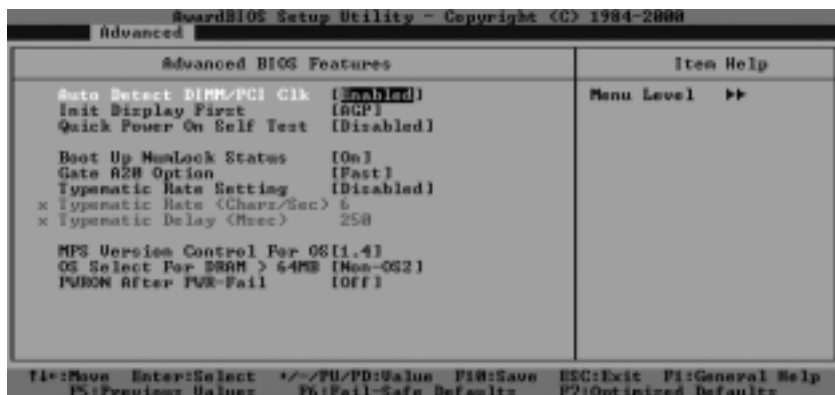 AwardBIOS Setup Utility - Copyright (C) 1984-2000
Advanced
Advanced BIOS Features
Item Help
Auto Detect DIMM/PCI Clk [Enabled]
Init Display First [AGP]
Quick Power On Self Test [Disabled]
Menu Level ▶▶
Boot Up NumLock Status [On]
Gate A20 Option [Fast]
Typematic Rate Setting [Disabled]
x Typematic Rate (Chars/Sec) 6
x Typematic Delay (Msec) 250
MPS Version Control For OS[1.4]
OS Select For DRAM > 64MB [Non-OS2]
PWRON After PWR-Fail [Off]
↑↓←:Move Enter:Select +/-/PU/PD:Value F10:Save ESC:Exit F1:General Help
F5:Previous Values F6:Fail-Safe Defaults F7:Optimized Defaults